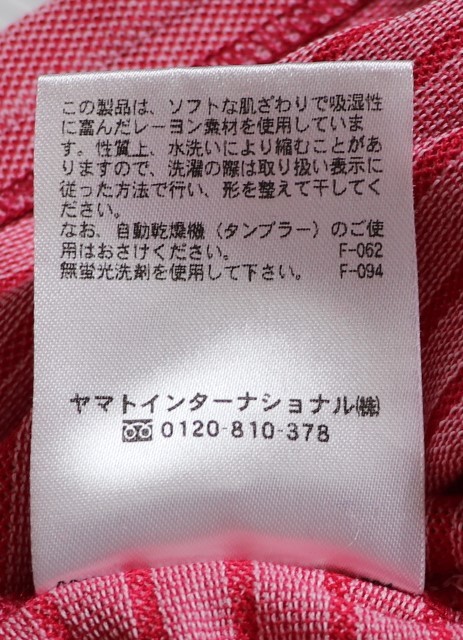 この製品は、ソフトな肌ざわりで吸湿性
に富んだレーヨン素材を使用していま
す。性質上、水洗いにより縮むことがあ
りますので、洗濯の際は取り扱い表示に
従った方法で行い、形を整えて干してく
ださい。
なお、自動乾燥機（タンブラー）のご使
用はおさけください。 F-062
無蛍光洗剤を使用して下さい。 F-094
ヤマトインターナショナル㈱
0120-810-378